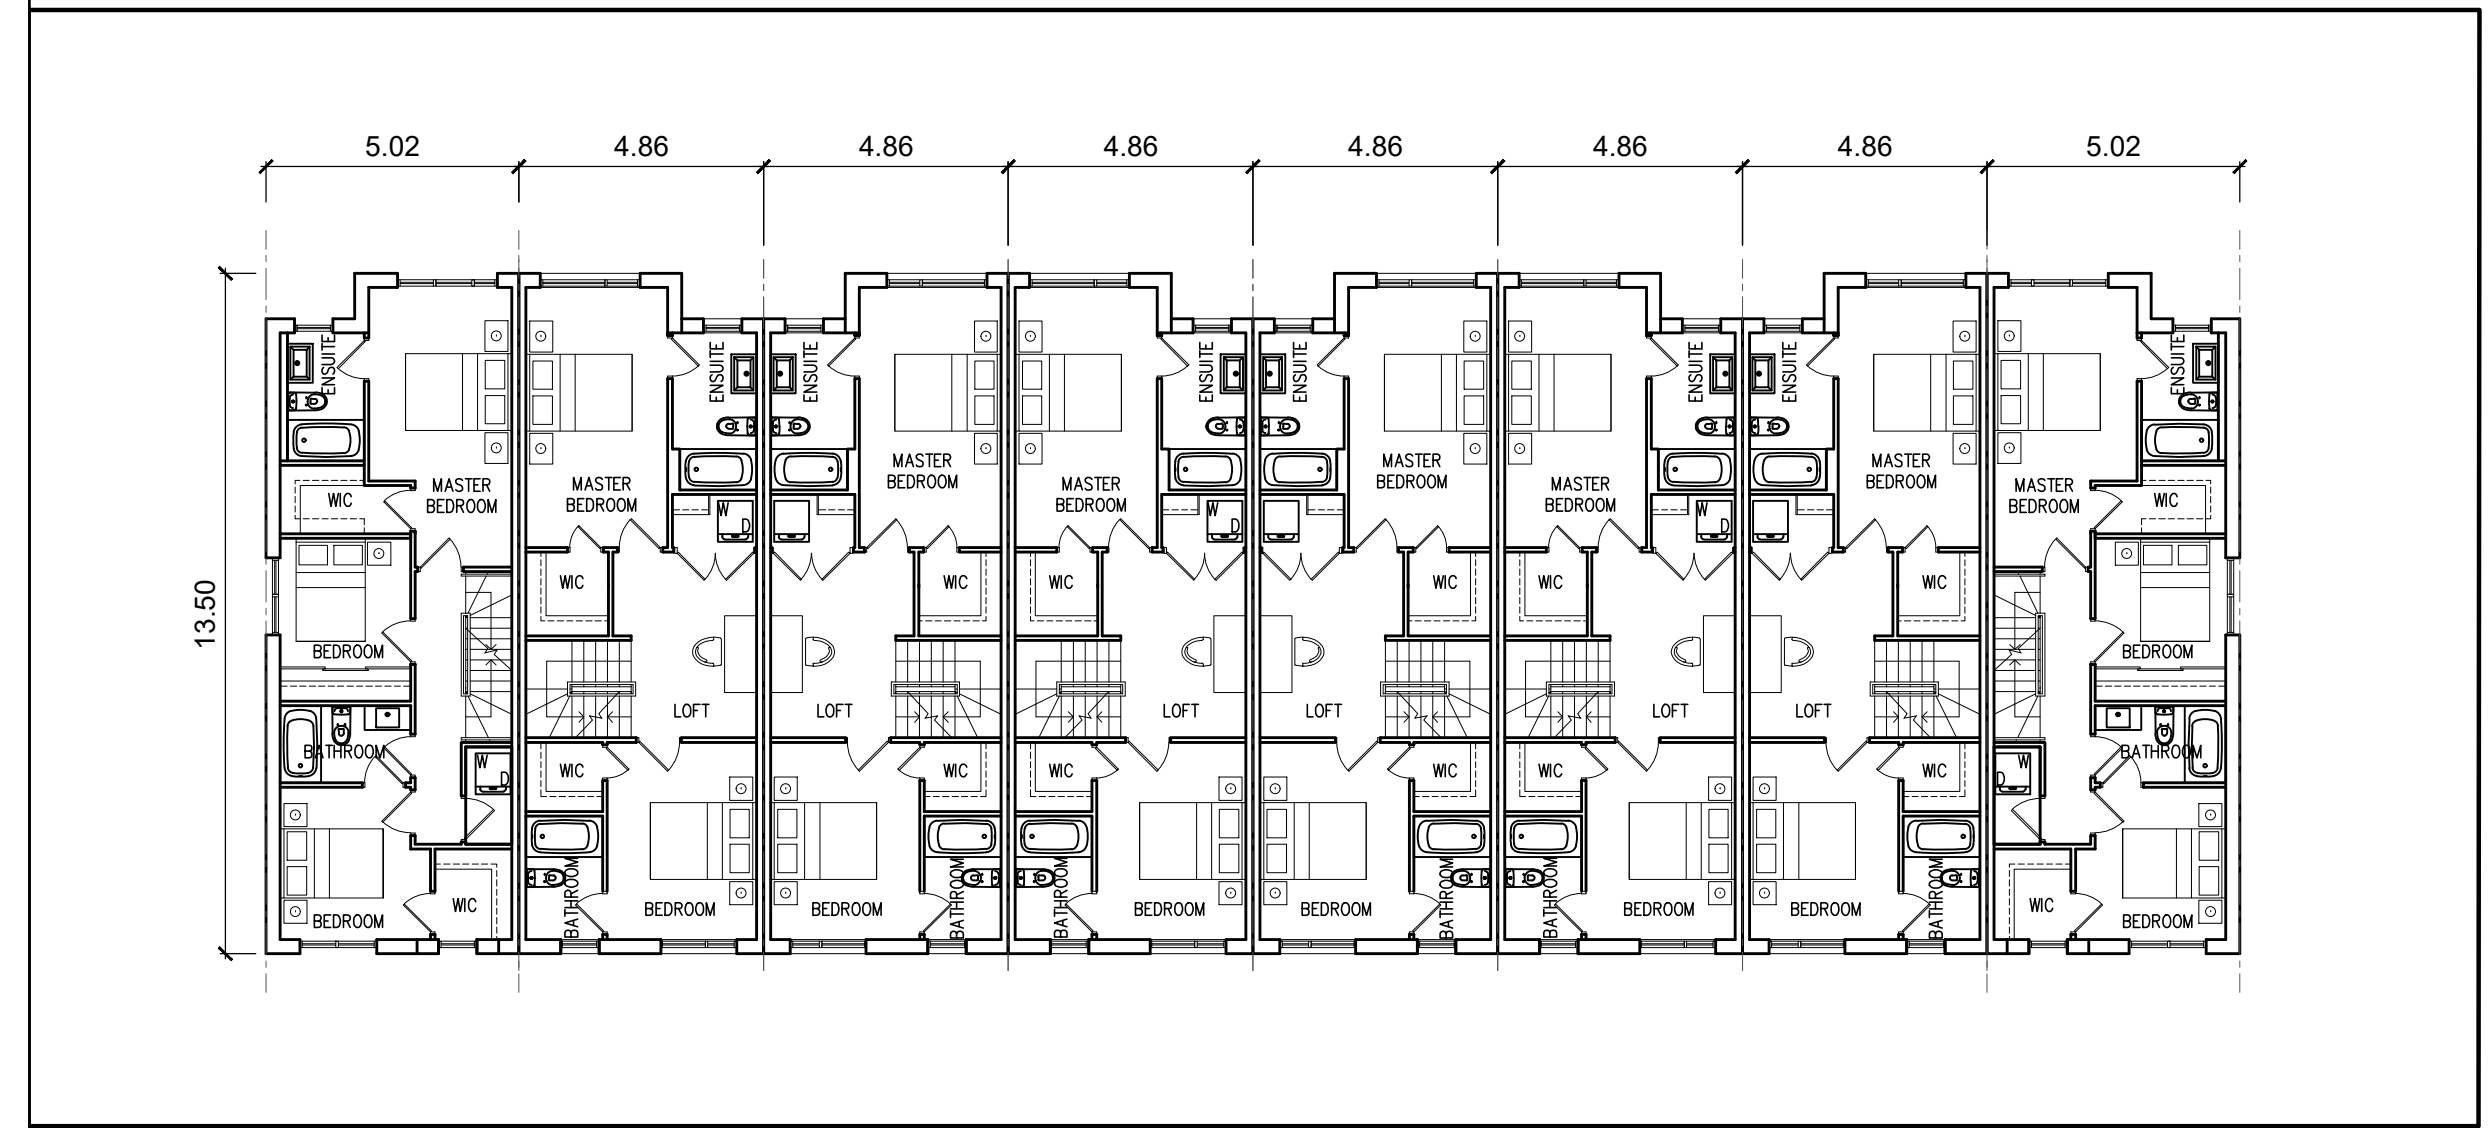 5.02 4.86 4.86 4.86 4.86 4.86 4.86 5.02
13.50
ENSUITE ENSUITE ENSUITE ENSUITE ENSUITE ENSUITE ENSUITE ENSUITE
MASTER MASTER MASTER
BEDROOM BEDROOM BEDROOM
MASTER MASTER MASTER MASTER MASTER
BEDROOM BEDROOM BEDROOM BEDROOM BEDROOM
WIC WIC
W W W
D D D
WIC WIC WIC WIC WIC WIC
BEDROOM BEDROOM
LOFT LOFT LOFT LOFT LOFT LOFT
BATHROOM BATHROOM
W W
D D
WIC WIC WIC WIC WIC WIC
BATHROOM BATHROOM BATHROOM BATHROOM BATHROOM BATHROOM
WIC WIC
BEDROOM BEDROOM BEDROOM BEDROOM BEDROOM BEDROOM
BEDROOM BEDROOM